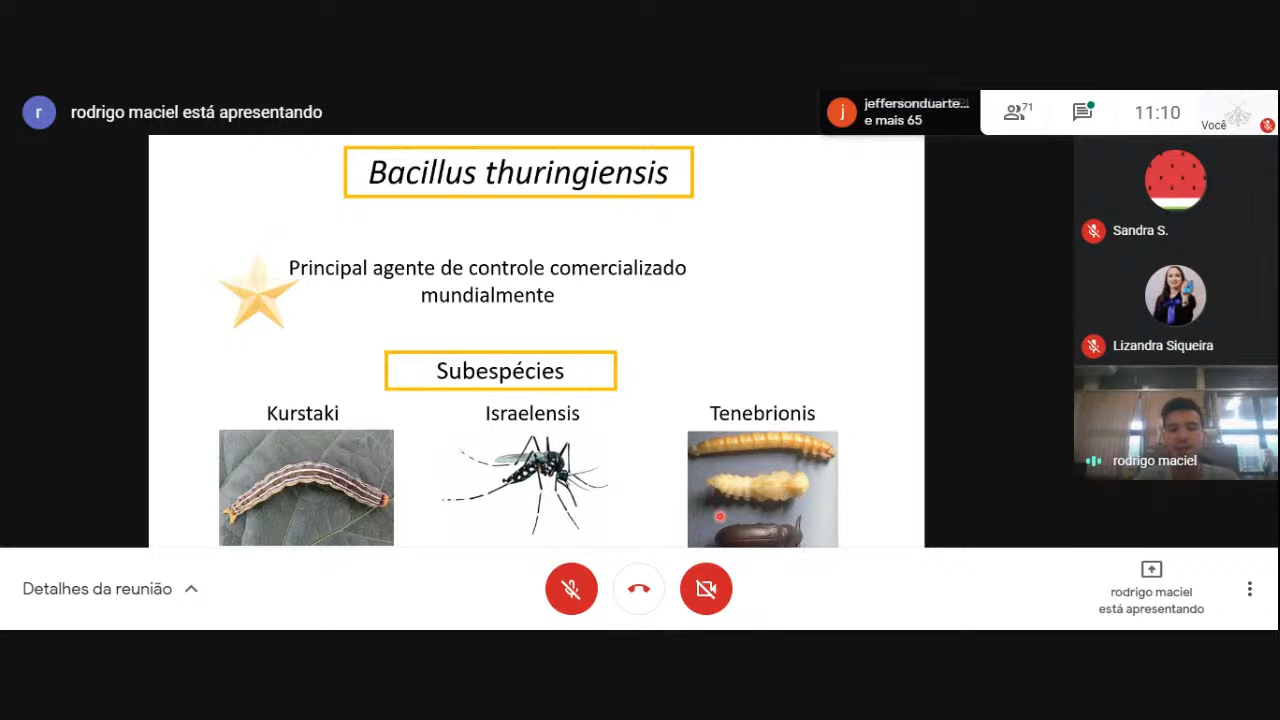 r
rodrigo maciel está apresentando
j
jeffersonduarte...
e mais 65
71
11:10
Você
Bacillus thuringiensis
Principal agente de controle comercializado
mundialmente
Subespécies
Kurstaki
Israelensis
Tenebrionis
Sandra S.
Lizandra Siqueira
rodrigo maciel
Detalhes da reunião
rodrigo maciel
está apresentando